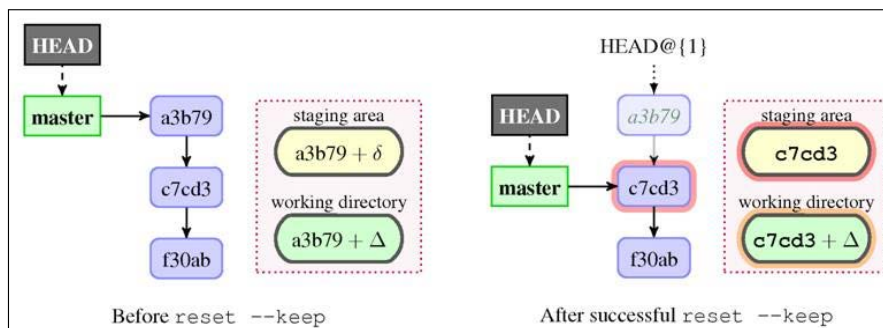 HEAD
master
a3b79
c7cd3
f30ab
staging area
a3b79 + δ
working directory
a3b79 + Δ
Before reset --keep
HEAD@{1}
HEAD
master
a3b79
c7cd3
f30ab
staging area
c7cd3
working directory
c7cd3 + Δ
After successful reset --keep